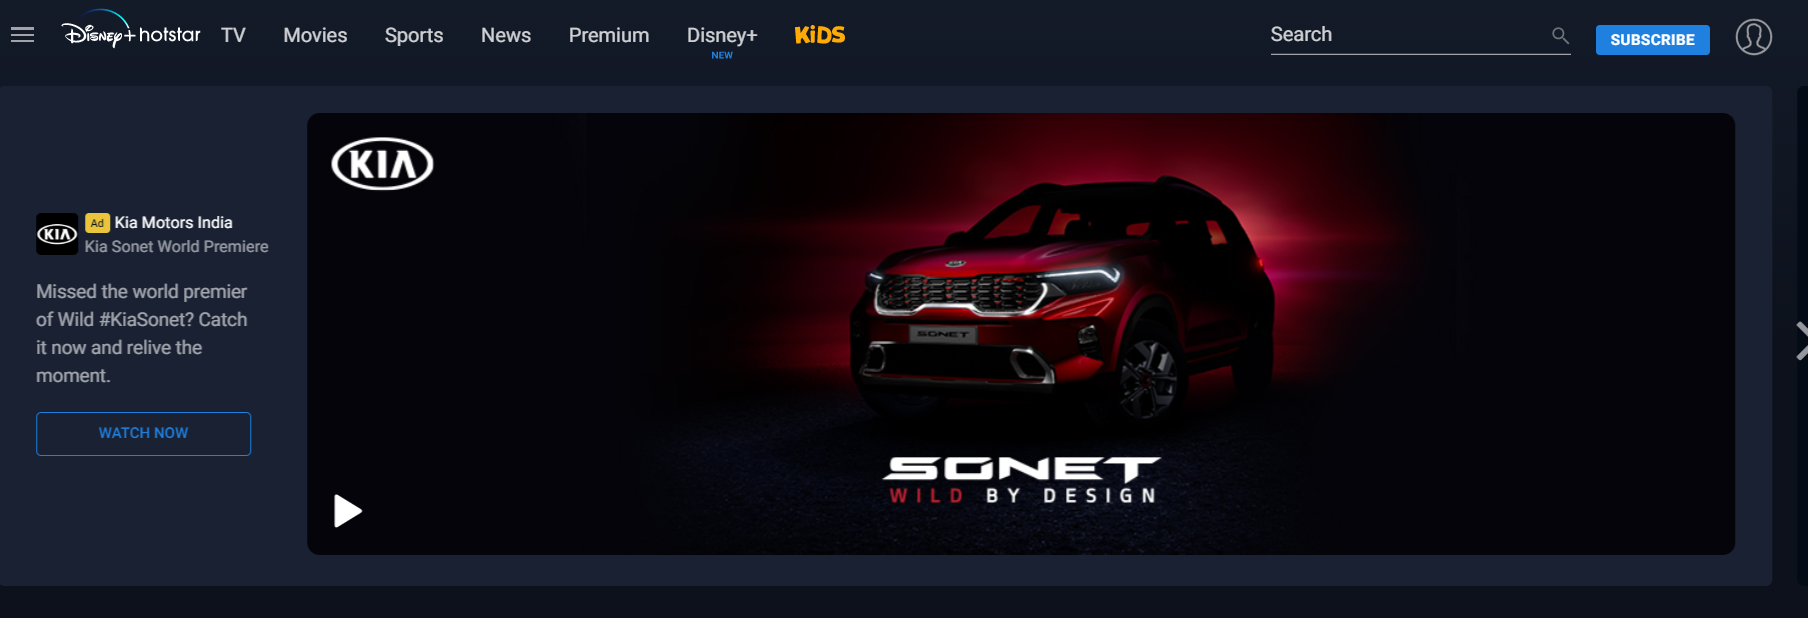 Disney+ hotstar TV Movies Sports News Premium Disney+ KiDS Search SUBSCRIBE
NEW
KIA
KIA
Ad Kia Motors India
Kia Sonet World Premiere
Missed the world premier
of Wild #KiaSonet? Catch
it now and relive the
moment.
WATCH NOW
SONET
SONET
WILD BY DESIGN